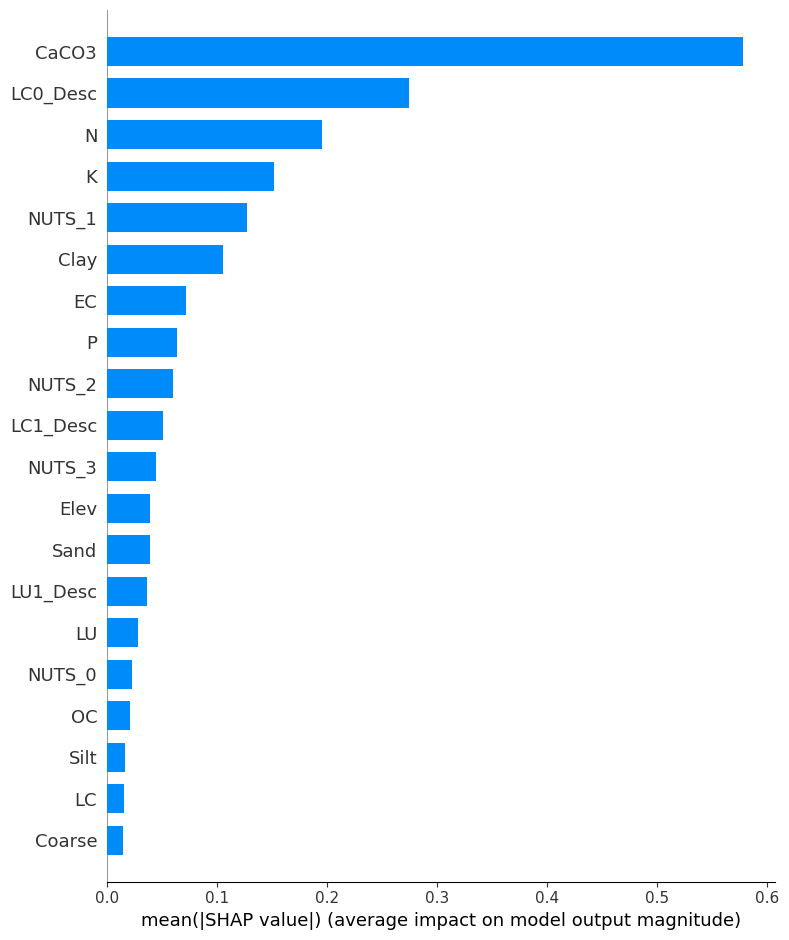 CaCO3
LC0_Desc
N
K
NUTS_1
Clay
EC
P
NUTS_2
LC1_Desc
NUTS_3
Elev
Sand
LU1_Desc
LU
NUTS_0
OC
Silt
LC
Coarse
0.0 0.1 0.2 0.3 0.4 0.5 0.6
mean(|SHAP value|) (average impact on model output magnitude)